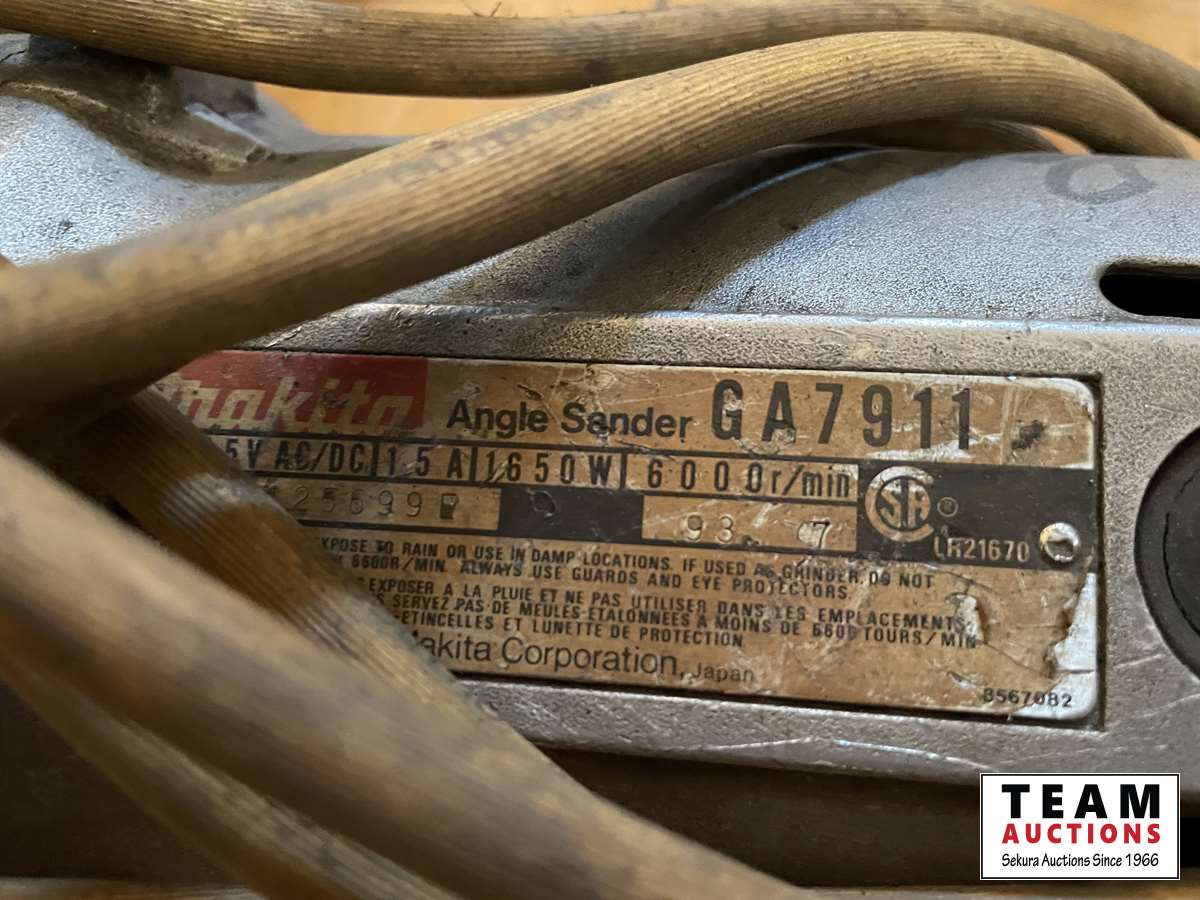 makita Angle Sander GA7911
5V AC/DC 15A 1650W 6000r/min
93 7 CSA ®
LR21670
EXPOSE TO RAIN OR USE IN DAMP LOCATIONS. IF USED AS GRINDER, DO NOT
6600R/MIN. ALWAYS USE GUARDS AND EYE PROTECTORS.
EXPOSER A LA PLUIE ET NE PAS UTILISER DANS LES EMPLACEMENTS
SERVEZ PAS DE MEULES ETALONNEES A MOINS DE 6600 TOURS/MIN
ETINCELLES ET LUNETTE DE PROTECTION.
Makita Corporation, Japan
8567082
TEAM
AUCTIONS
Sekura Auctions Since 1966